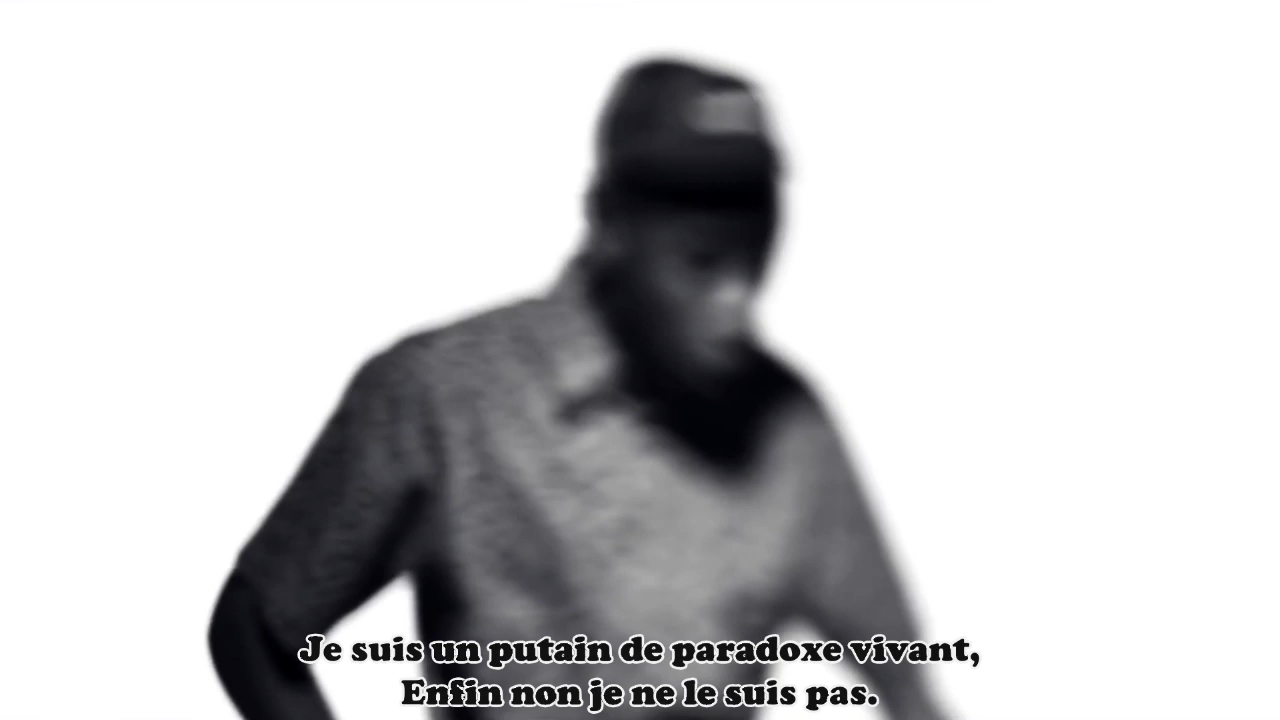 Je suis un putain de paradoxe vivant,
Enfin non je ne le suis pas.